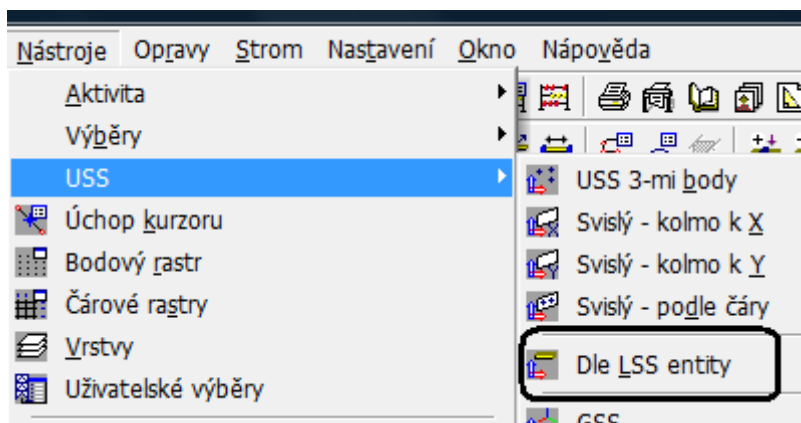 Nástroje Opravy Strom Nastavení Okno Nápověda
Aktivita
Výběry
USS
Úchop kurzoru
Bodový rastr
Čárové rastry
Vrstvy
Uživatelské výběry
USS 3-mi body
Svislý - kolmo k X
Svislý - kolmo k Y
Svislý - podle čáry
Dle LSS entity
GSS